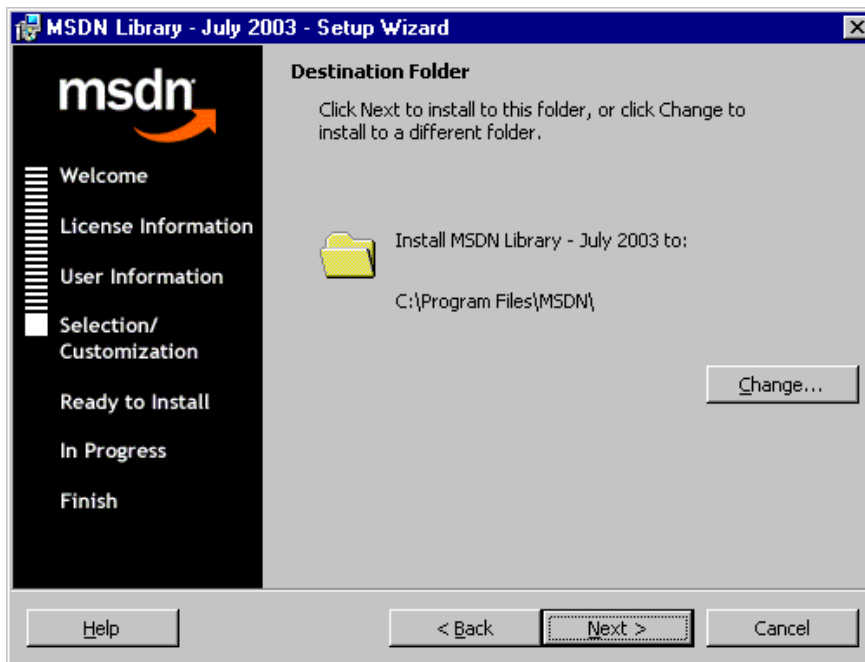 MSDN Library - July 2003 - Setup Wizard
msdn
Welcome
License Information
User Information
Selection/
Customization
Ready to Install
In Progress
Finish
Destination Folder
Click Next to install to this folder, or click Change to
install to a different folder.
Install MSDN Library - July 2003 to:
C:\Program Files\MSDN\
Change...
Help
< Back
Next >
Cancel